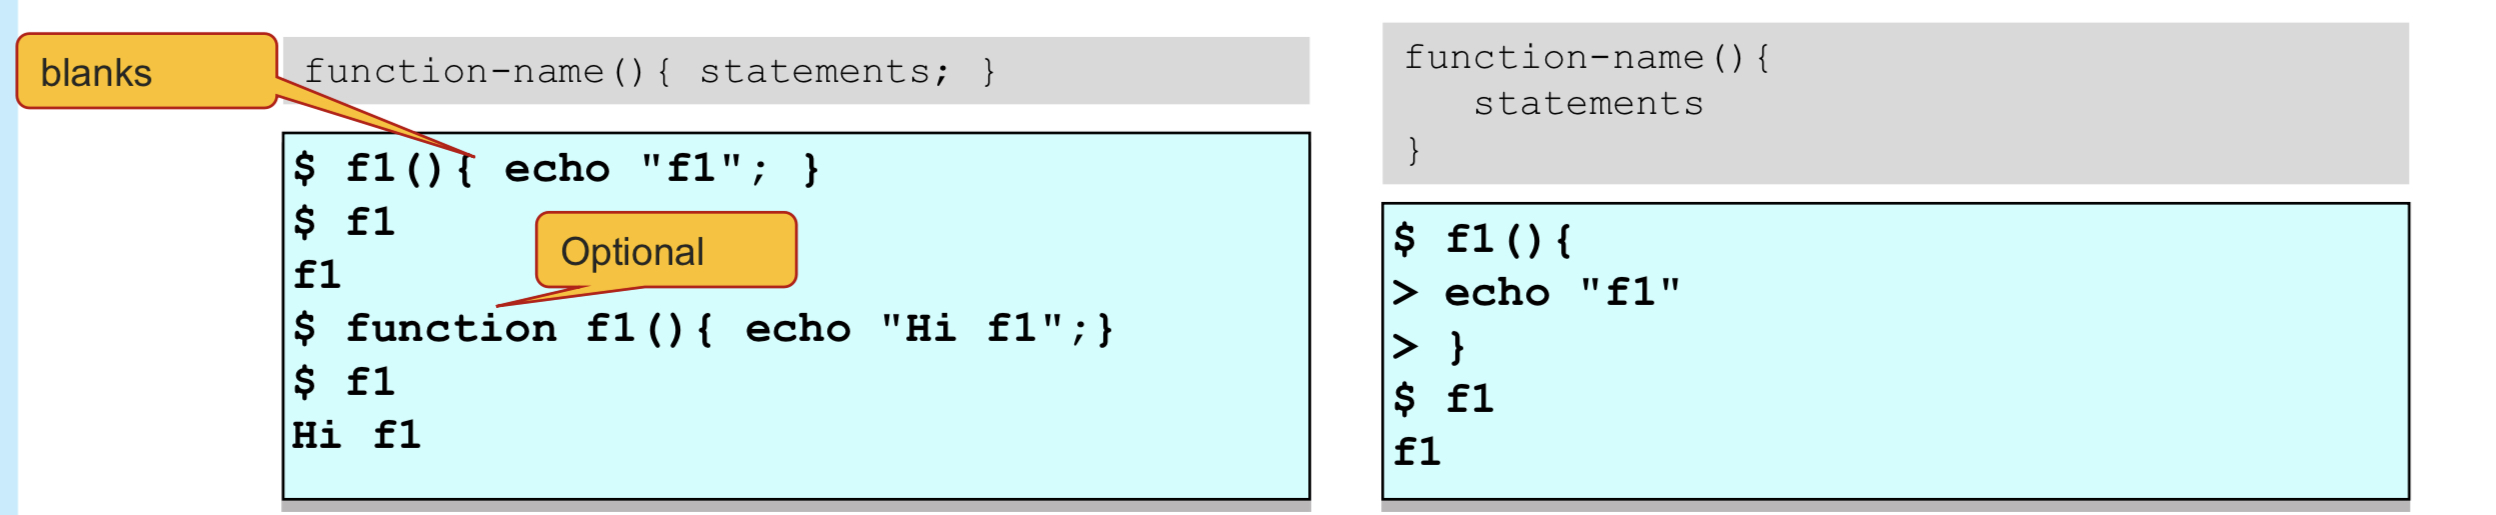 blanks
function-name(){ statements; }
$ f1(){ echo "f1"; }
$ f1
f1
Optional
$ function f1(){ echo "Hi f1";}
$ f1
Hi f1
function-name(){
   statements
}
$ f1(){
> echo "f1"
> }
$ f1
f1